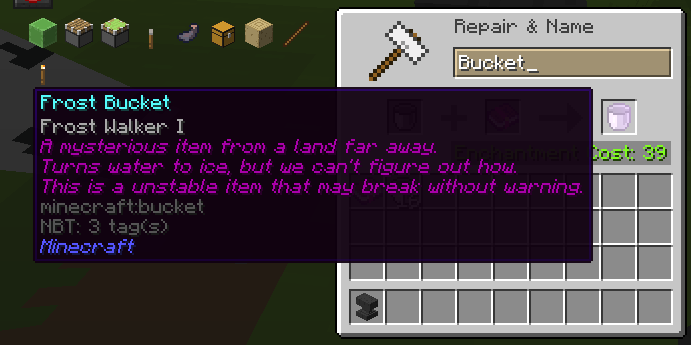 Repair & Name
Bucket_
Frost Bucket
Frost Walker I
A mysterious item from a land far away.
Turns water to ice, but we can't figure out how.
This is a unstable item that may break without warning.
minecraft:bucket
NBT: 3 tag(s)
Minecraft
Cost: 39